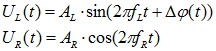 U_L(t) = A_L · sin(2πf_L t + Δφ(t))
U_R(t) = A_R · cos(2πf_R t)